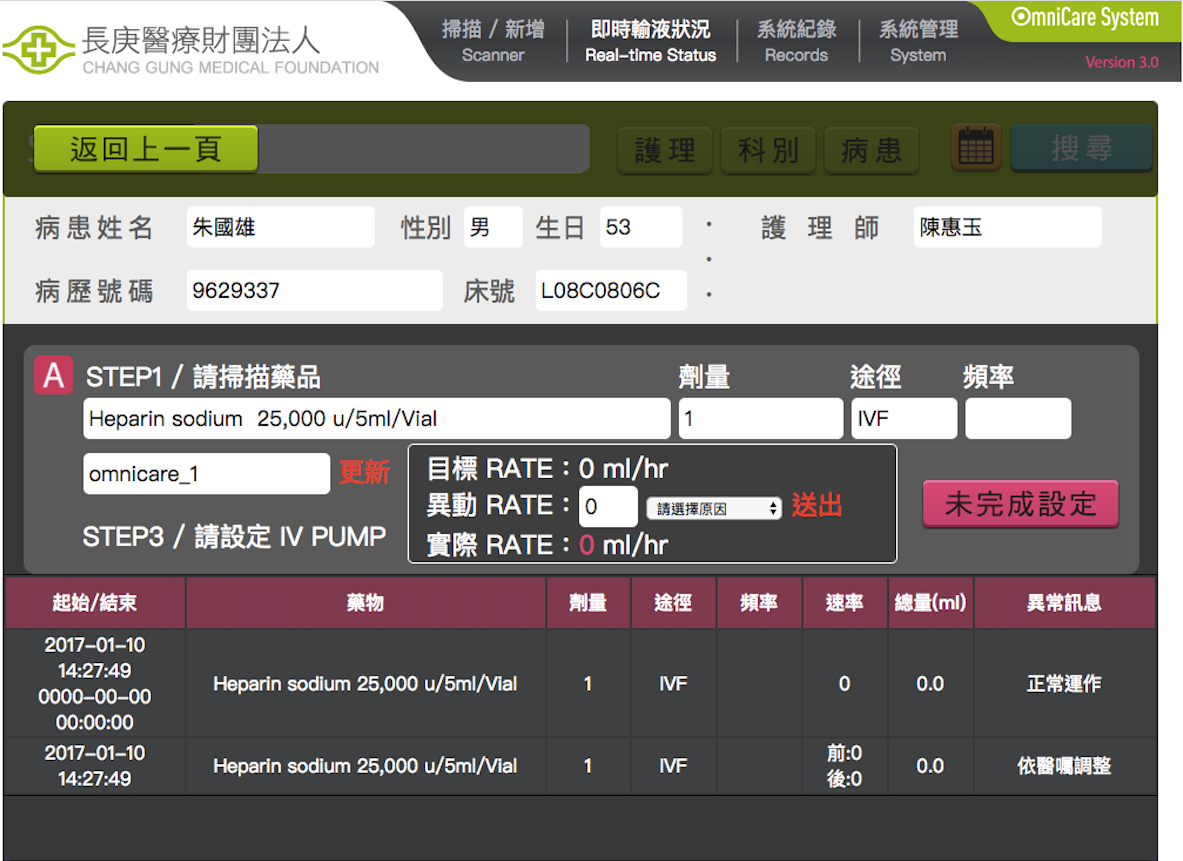 長庚醫療財團法人
CHANG GUNG MEDICAL FOUNDATION
掃描 / 新增
Scanner
即時輸液狀況
Real-time Status
系統紀錄
Records
系統管理
System
OmniCare System
Version 3.0
返回上一頁
護理
科別
病患
搜尋
病患姓名 朱國雄 性別 男 生日 53 護理師 陳惠玉
病歷號碼 9629337 床號 L08C0806C
A STEP1 / 請掃描藥品 劑量 途徑 頻率
Heparin sodium 25,000 u/5ml/Vial 1 IVF
omnicare_1 更新
目標 RATE：0 ml/hr
異動 RATE：0 請選擇原因 送出
實際 RATE：0 ml/hr
STEP3 / 請設定 IV PUMP
未完成設定
起始/結束 藥物 劑量 途徑 頻率 速率 總量(ml) 異常訊息
2017-01-10
14:27:49
0000-00-00
00:00:00
Heparin sodium 25,000 u/5ml/Vial 1 IVF 0 0.0 正常運作
2017-01-10
14:27:49
Heparin sodium 25,000 u/5ml/Vial 1 IVF
前:0
後:0
0.0 依醫囑調整